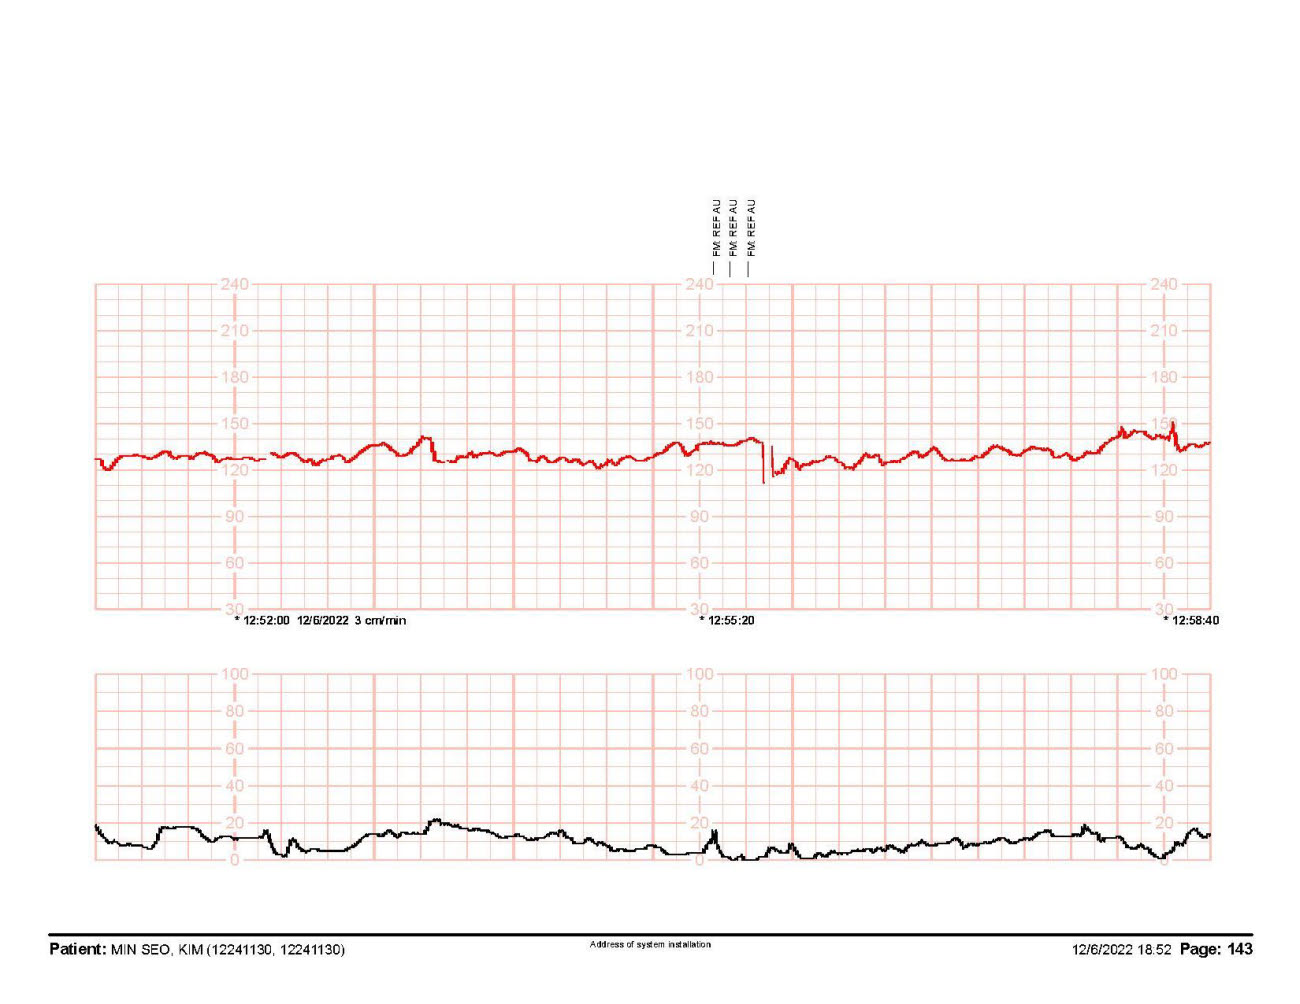 FM: REF AU
FM: REF AU
FM: REF AU
240 240 240
210 210 210
180 180 180
150 150 150
120 120 120
90 90 90
60 60 60
30 30 30
* 12:52:00 12/6/2022 3 cm/min * 12:55:20 * 12:58:40
100 100 100
80 80 80
60 60 60
40 40 40
20 20 20
0 0 0
Patient: MIN SEO, KIM (12241130, 12241130) Address of system installation 12/6/2022 18:52 Page: 143